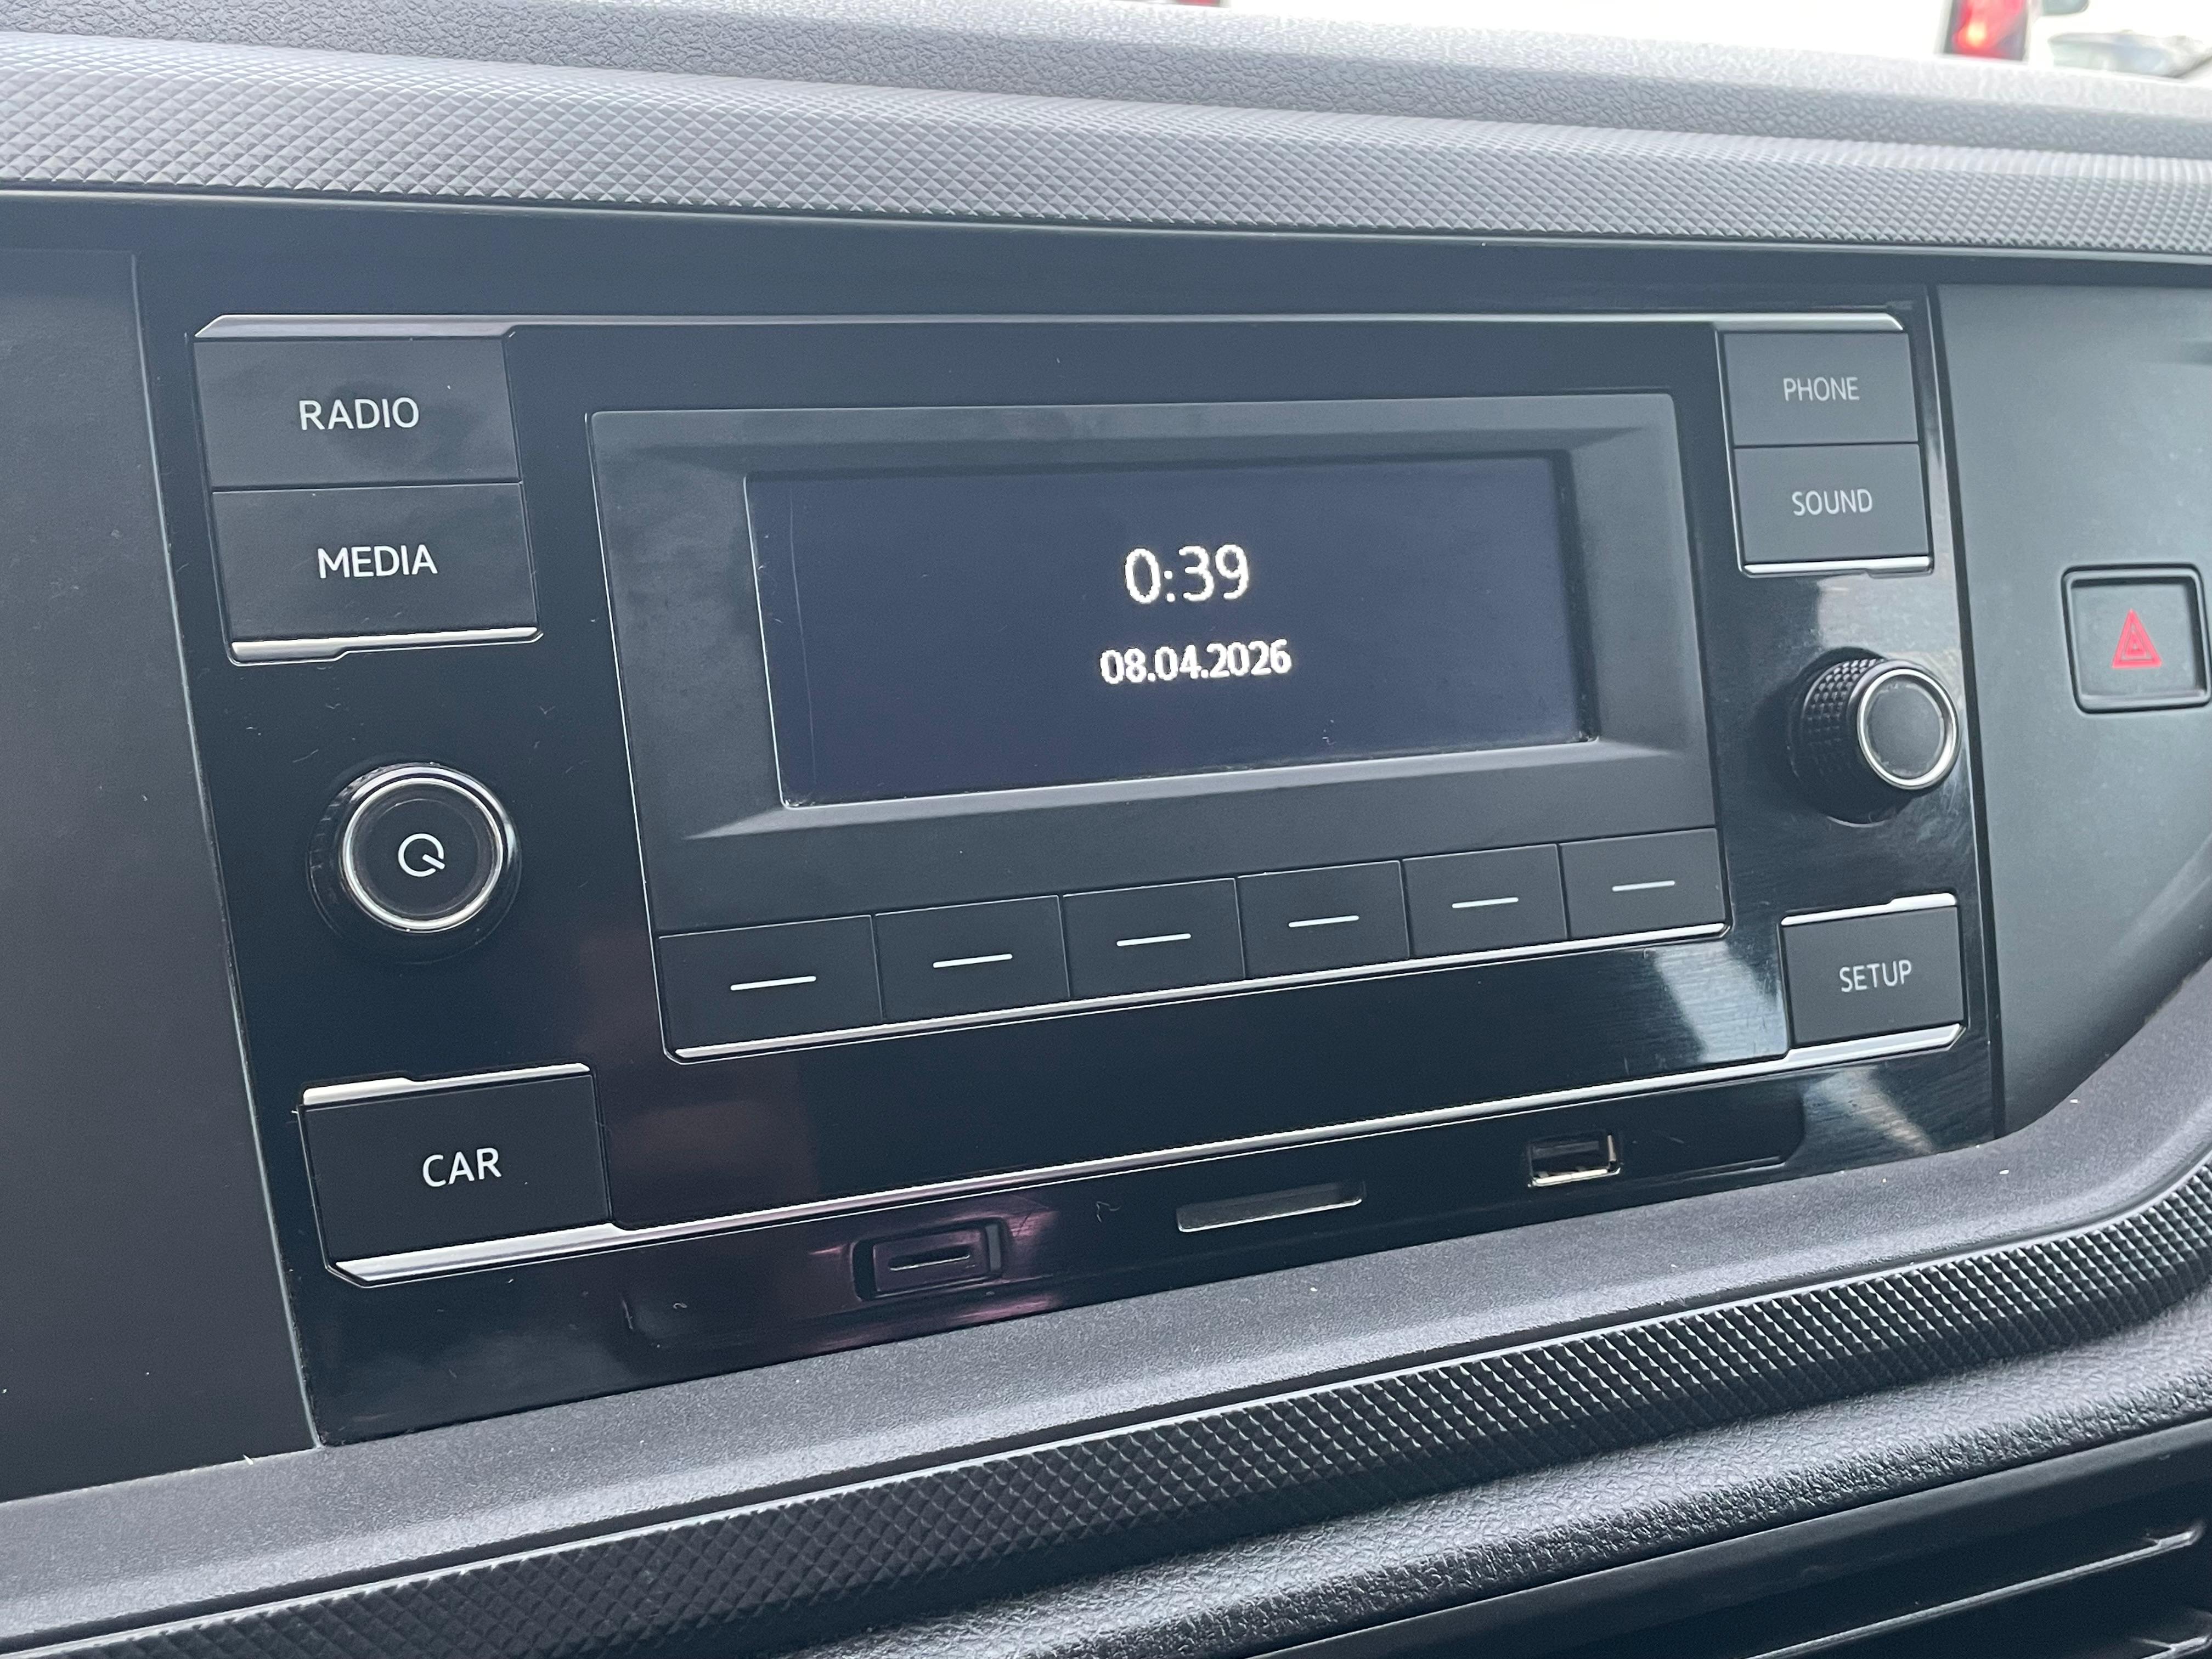 RADIO
MEDIA
0:39
08.04.2026
PHONE
SOUND
SETUP
CAR